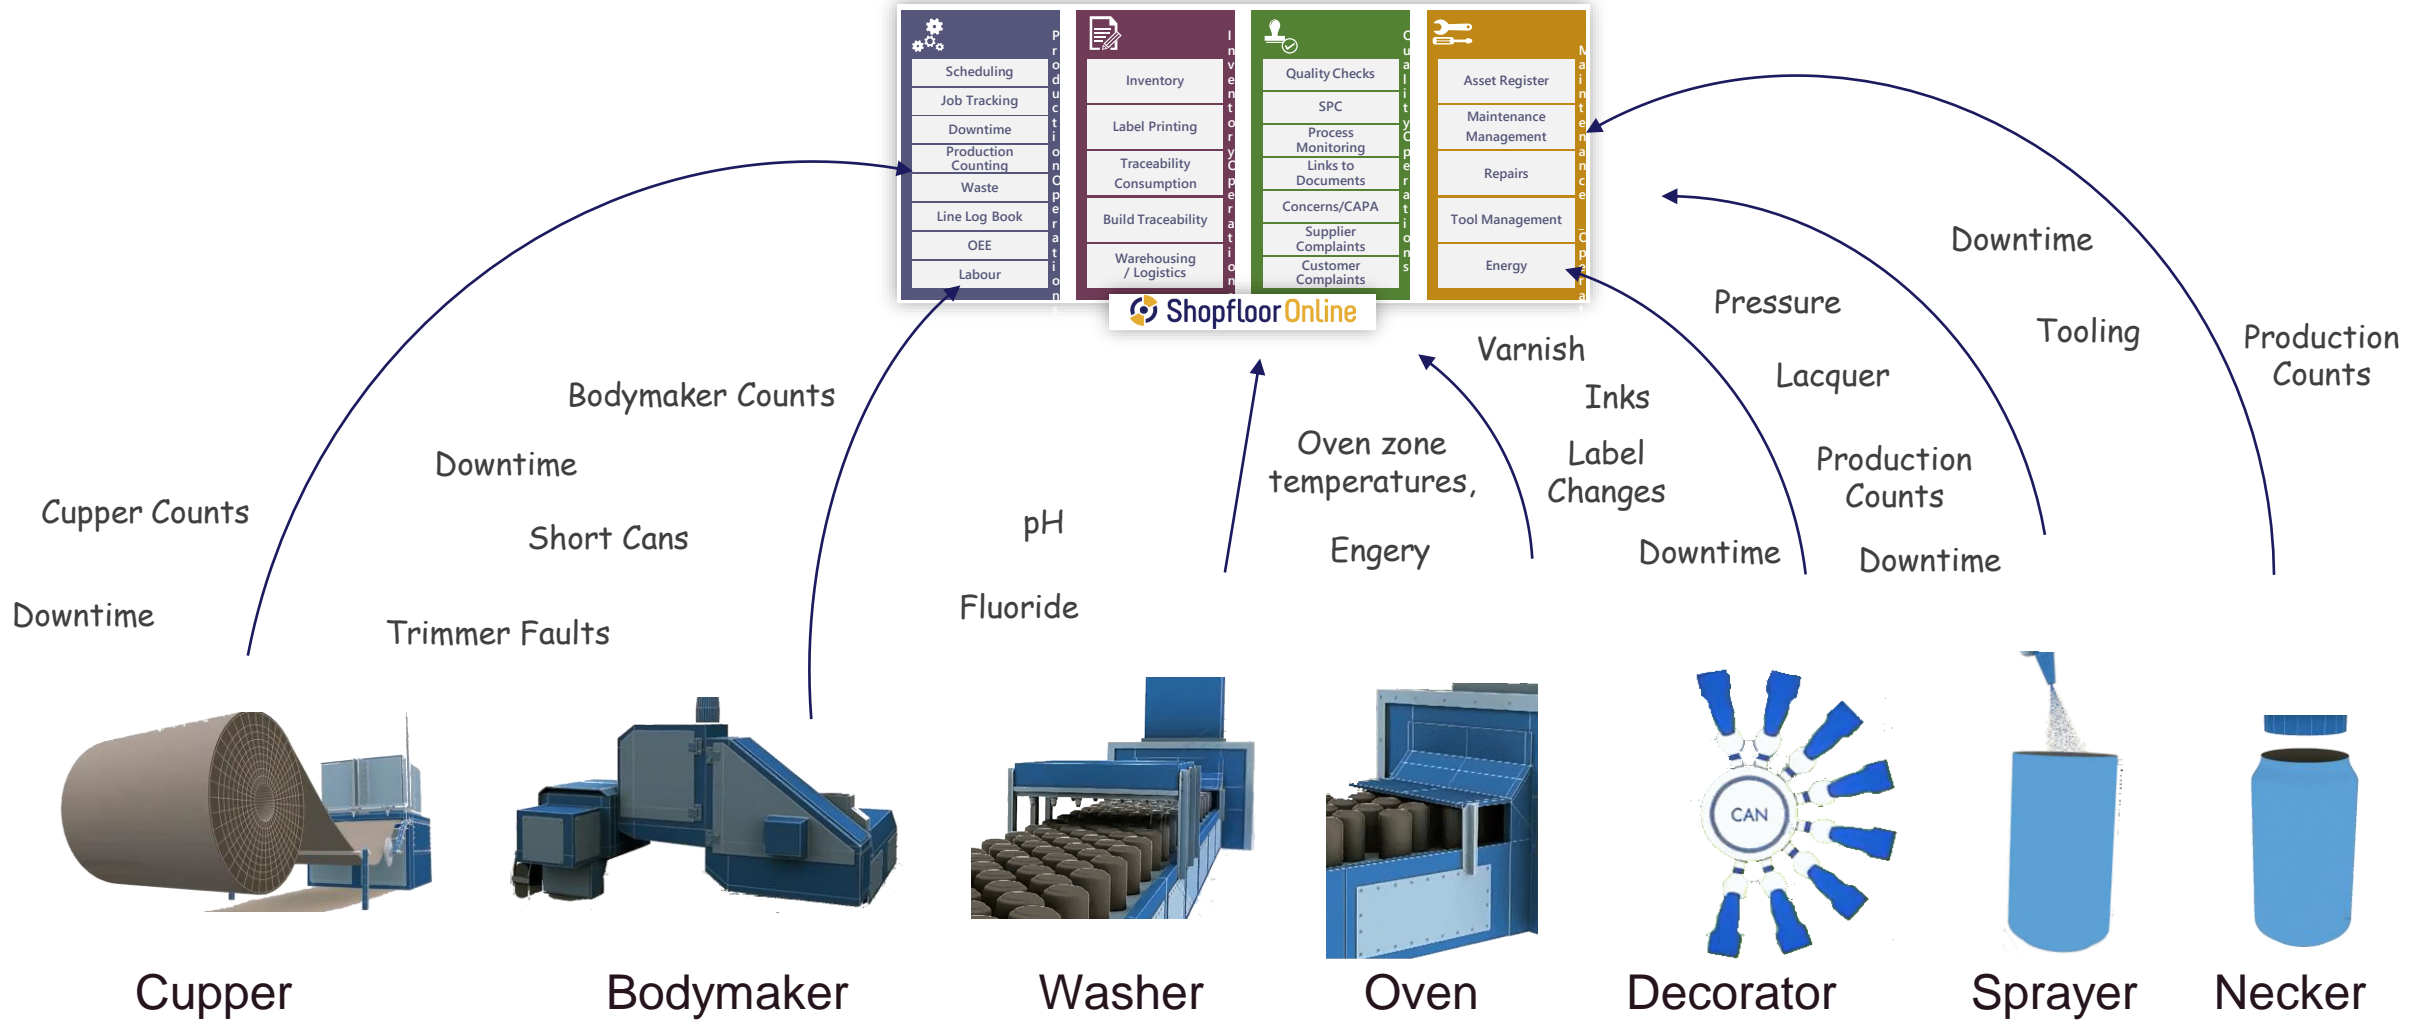 Production Operations
Scheduling
Job Tracking
Downtime
Production
Counting
Waste
Line Log Book
OEE
Labour
Inventory Operation
Inventory
Label Printing
Traceability
Consumption
Build Traceability
Warehousing
/ Logistics
Quality Operations
Quality Checks
SPC
Process
Monitoring
Links to
Documents
Concerns/CAPA
Supplier
Complaints
Customer
Complaints
Maintenance
Asset Register
Maintenance
Management
Repairs
Tool Management
Energy
ShopfloorOnline
Cupper Counts
Downtime
Bodymaker Counts
Downtime
Short Cans
Trimmer Faults
pH
Fluoride
Oven zone
temperatures,
Engery
Varnish
Inks
Label
Changes
Downtime
Pressure
Lacquer
Production
Counts
Downtime
Downtime
Tooling
Production
Counts
CAN
Cupper
Bodymaker
Washer
Oven
Decorator
Sprayer
Necker